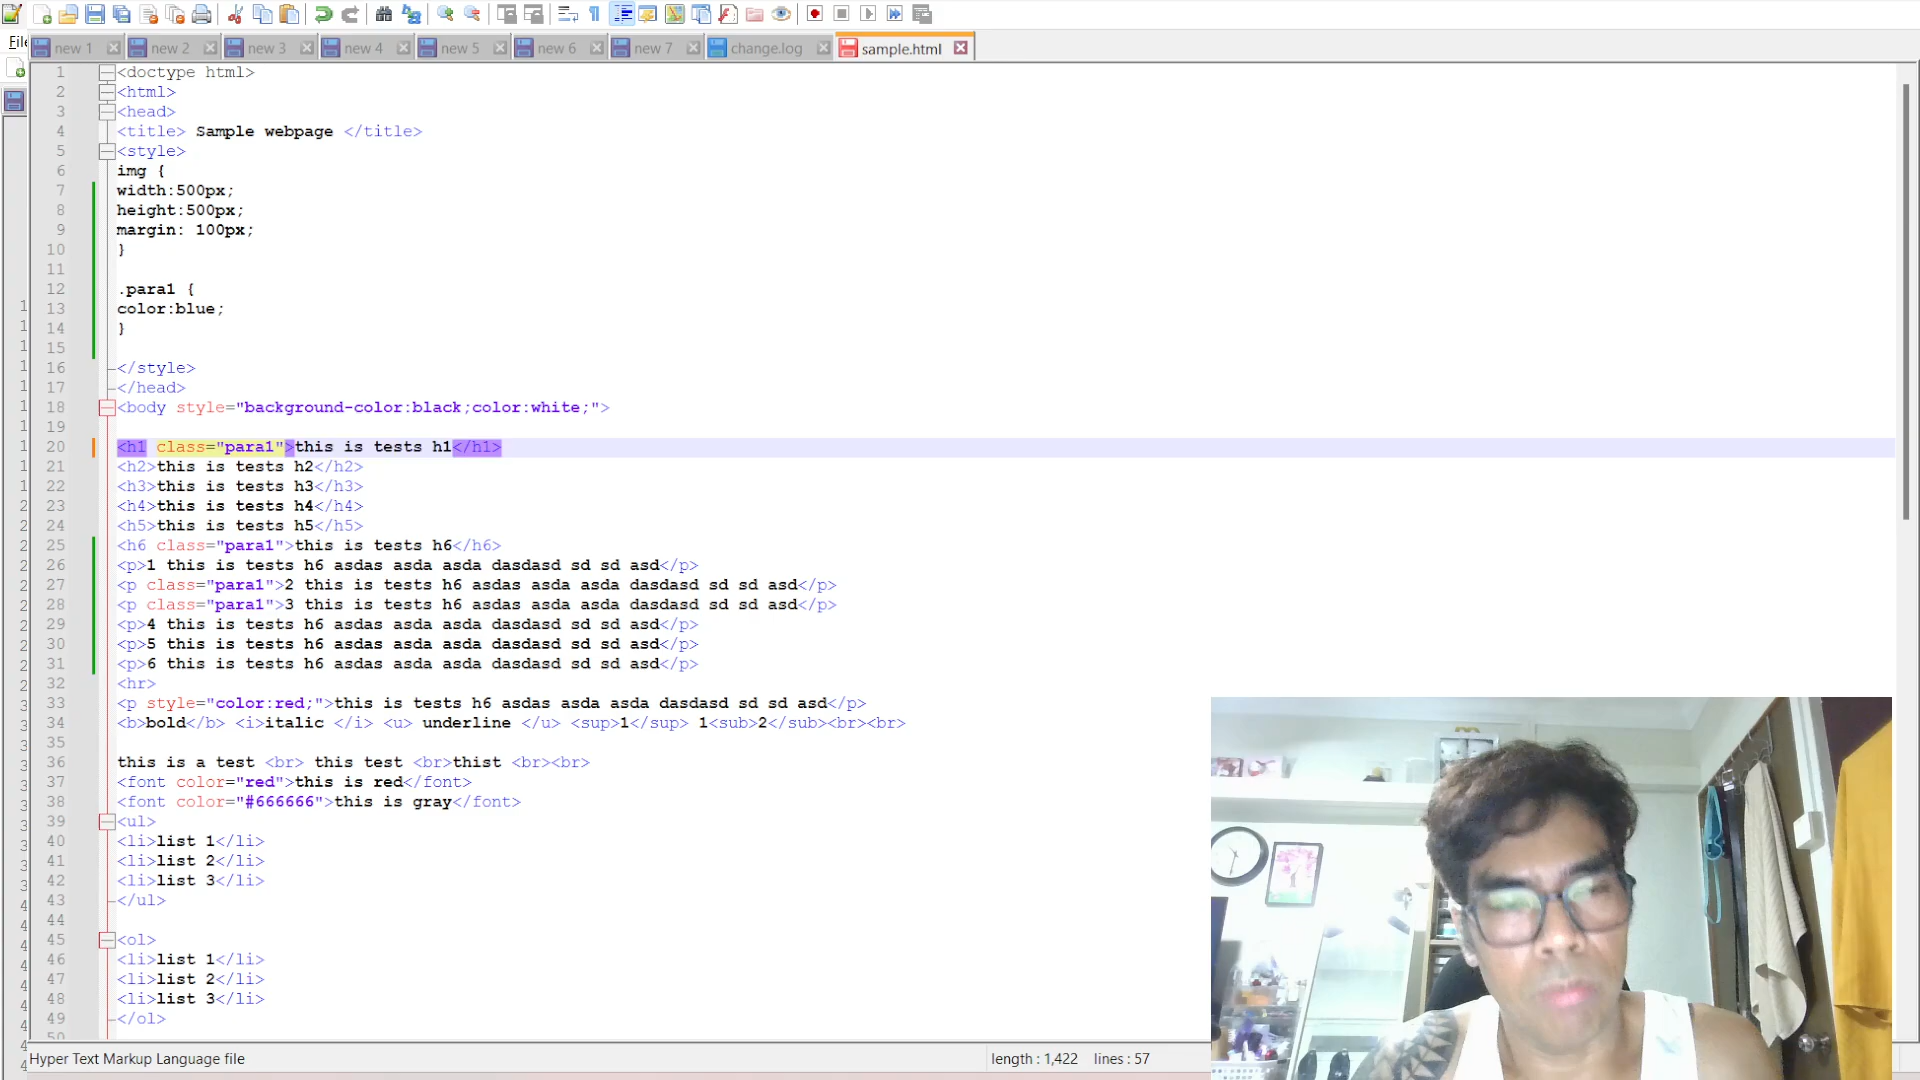 File
new 1
new 2
new 3
new 4
new 5
new 6
new 7
change.log
sample.html
1 <doctype html>
2 <html>
3 <head>
4 <title> Sample webpage </title>
5 <style>
6 img {
7 width:500px;
8 height:500px;
9 margin: 100px;
10 }
11
12 .para1 {
13 color:blue;
14 }
15
16 </style>
17 </head>
18 <body style="background-color:black;color:white;">
19
20 <h1 class="para1">this is tests h1</h1>
21 <h2>this is tests h2</h2>
22 <h3>this is tests h3</h3>
23 <h4>this is tests h4</h4>
24 <h5>this is tests h5</h5>
25 <h6 class="para1">this is tests h6</h6>
26 <p>1 this is tests h6 asdas asda asda dasdasd sd sd asd</p>
27 <p class="para1">2 this is tests h6 asdas asda asda dasdasd sd sd asd</p>
28 <p class="para1">3 this is tests h6 asdas asda asda dasdasd sd sd asd</p>
29 <p>4 this is tests h6 asdas asda asda dasdasd sd sd asd</p>
30 <p>5 this is tests h6 asdas asda asda dasdasd sd sd asd</p>
31 <p>6 this is tests h6 asdas asda asda dasdasd sd sd asd</p>
32 <hr>
33 <p style="color:red;">this is tests h6 asdas asda asda dasdasd sd sd asd</p>
34 <b>bold</b> <i>italic </i> <u> underline </u> <sup>1</sup> 1<sub>2</sub><br><br>
35
36 this is a test <br> this test <br>thist <br><br>
37 <font color="red">this is red</font>
38 <font color="#666666">this is gray</font>
39 <ul>
40 <li>list 1</li>
41 <li>list 2</li>
42 <li>list 3</li>
43 </ul>
44
45 <ol>
46 <li>list 1</li>
47 <li>list 2</li>
48 <li>list 3</li>
49 </ol>
50
Hyper Text Markup Language file
length : 1,422 lines : 57